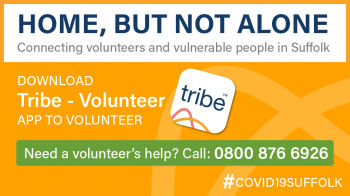 HOME, BUT NOT ALONE
Connecting volunteers and vulnerable people in Suffolk
DOWNLOAD
Tribe - Volunteer
APP TO VOLUNTEER
tribe™
Need a volunteer's help? Call: 0800 876 6926
#COVID19SUFFOLK